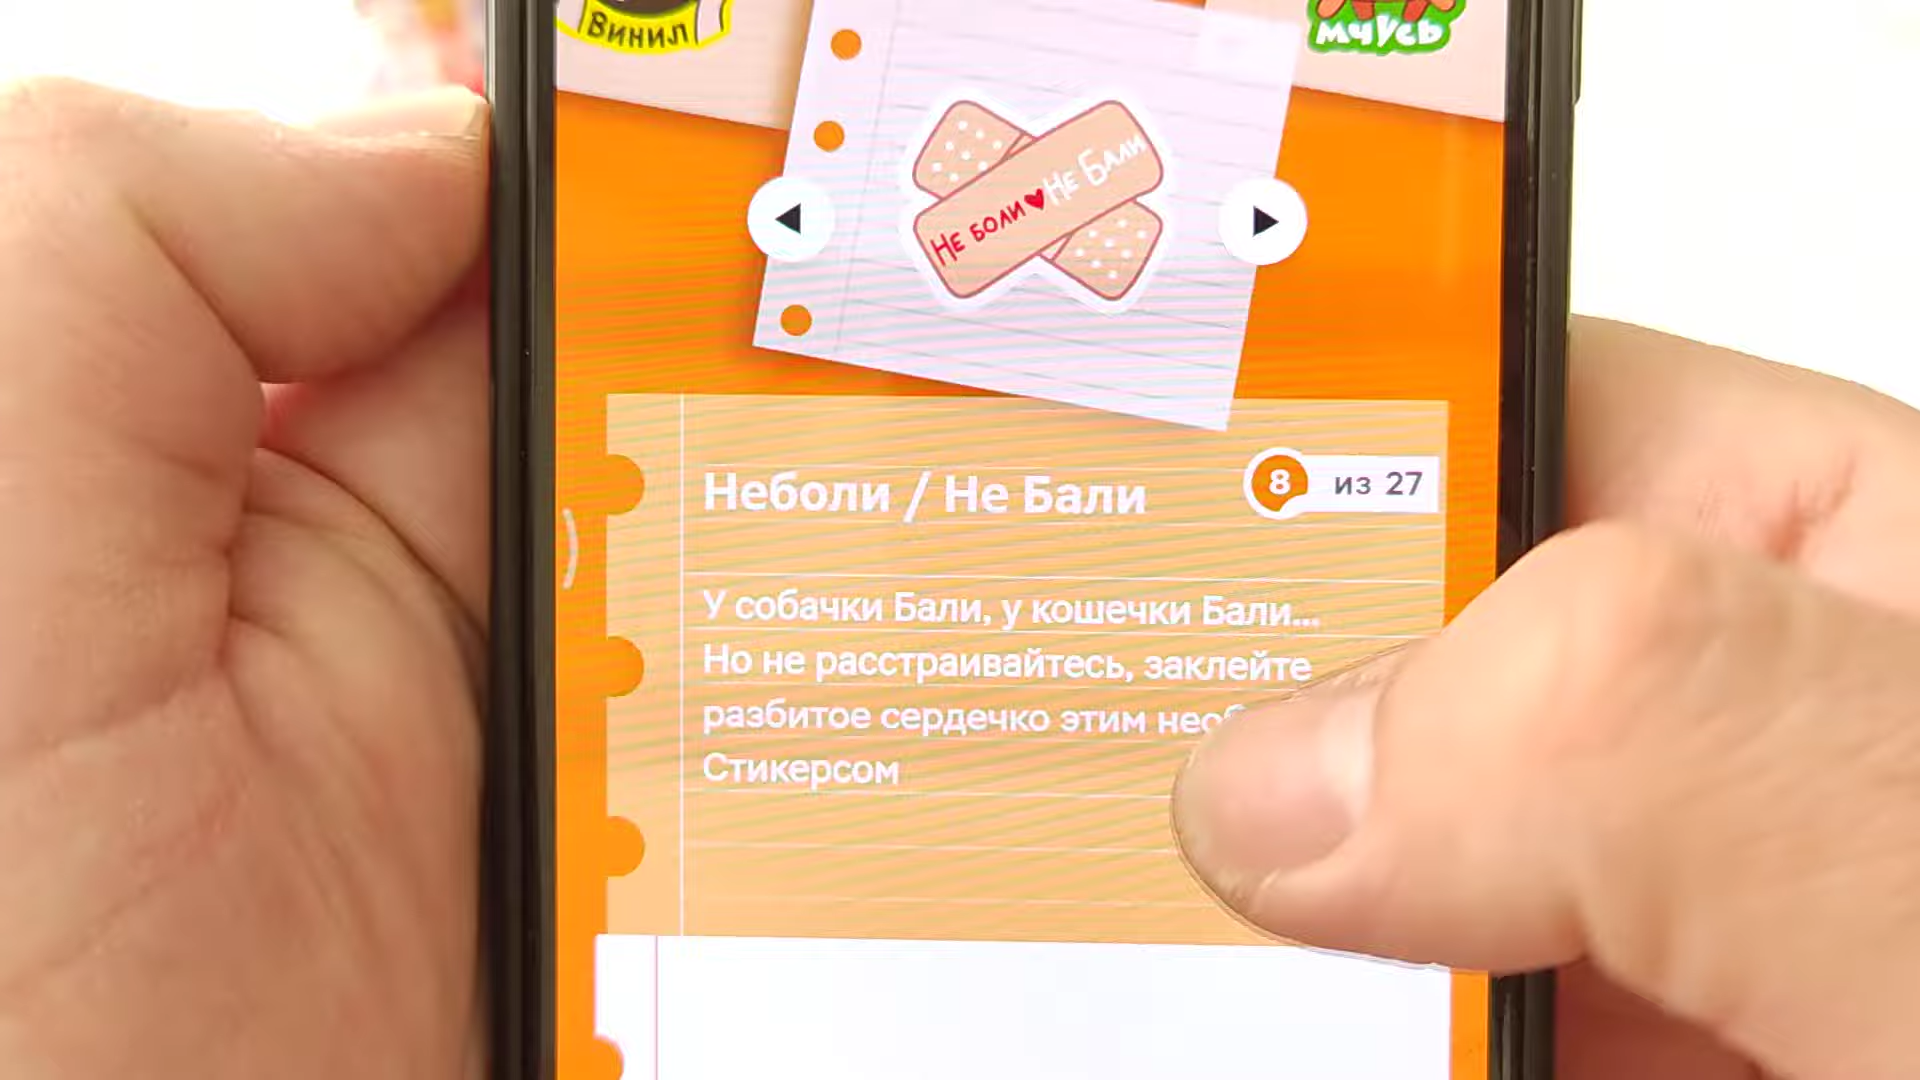 Винил
мчУсь
Не боли Не Бали
Неболи / Не Бали
8 из 27
У собачки Бали, у кошечки Бали...
Но не расстраивайтесь, заклейте
разбитое сердечко этим
Стикерсом